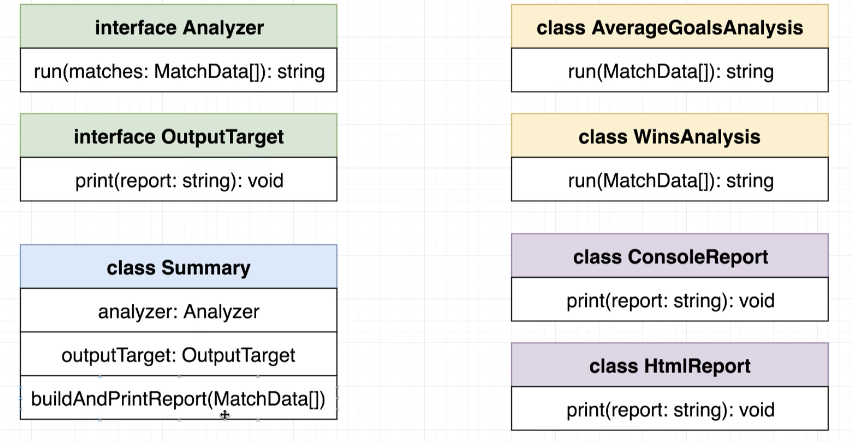 interface Analyzer
run(matches: MatchData[]): string
interface OutputTarget
print(report: string): void
class Summary
analyzer: Analyzer
outputTarget: OutputTarget
buildAndPrintReport(MatchData[])
class AverageGoalsAnalysis
run(MatchData[]): string
class WinsAnalysis
run(MatchData[]): string
class ConsoleReport
print(report: string): void
class HtmlReport
print(report: string): void